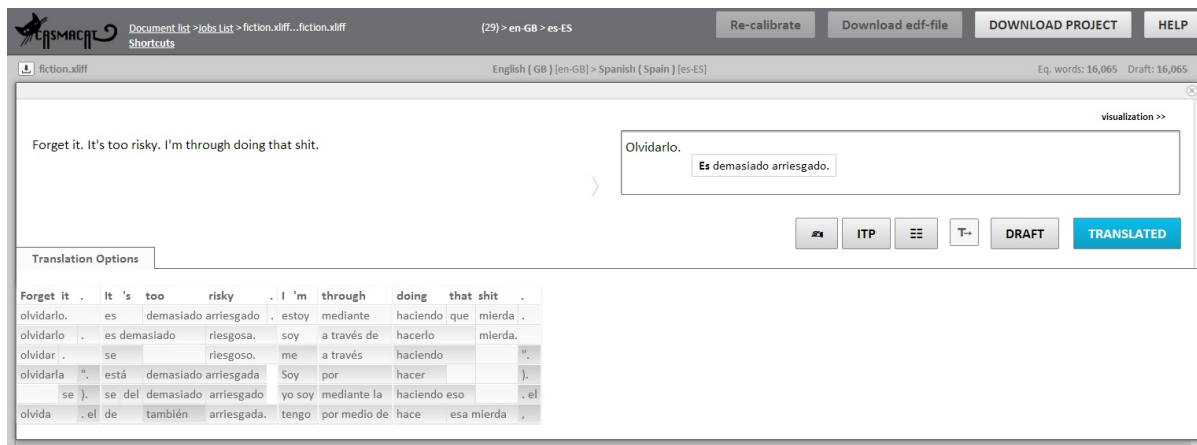 CASMACAT
Document list >Jobs List >fiction.xliff...fiction.xliff (29) > en-GB > es-ES Re-calibrate Download edf-file DOWNLOAD PROJECT HELP
Shortcuts
fiction.xliff English ( GB ) [en-GB] > Spanish ( Spain ) [es-ES] Eq. words: 16,065 Draft: 16,065
visualization >>
Forget it. It's too risky. I'm through doing that shit. Olvidarlo.
Es demasiado arriesgado.
ITP T→ DRAFT TRANSLATED
Translation Options
Forget it . It 's too risky . I 'm through doing that shit .
olvidarlo. es demasiado arriesgado . estoy mediante haciendo que mierda .
olvidarlo . es demasiado riesgosa. soy a través de hacerlo mierda.
olvidar . se riesgoso. me a través haciendo ".
olvidarla ". está demasiado arriesgada Soy por hacer ).
se ). se del demasiado arriesgado yo soy mediante la haciendo eso . el
olvida . el de también arriesgada. tengo por medio de hace esa mierda ,